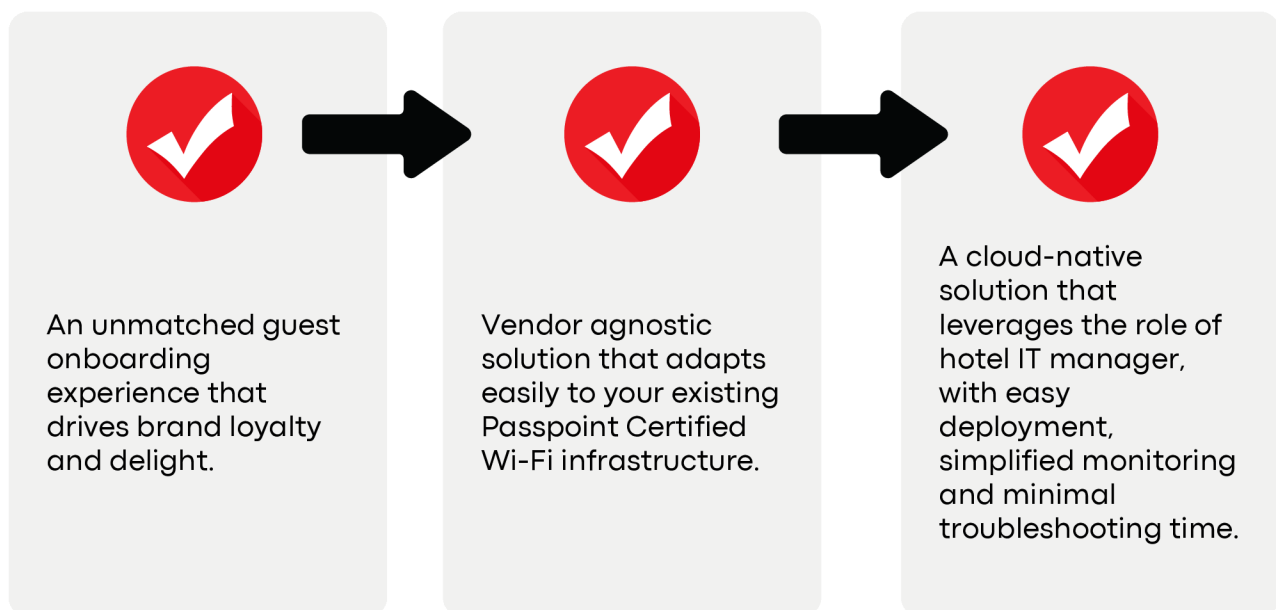 An unmatched guest
onboarding
experience that
drives brand loyalty
and delight.
Vendor agnostic
solution that adapts
easily to your existing
Passpoint Certified
Wi-Fi infrastructure.
A cloud-native
solution that
leverages the role of
hotel IT manager,
with easy
deployment,
simplified monitoring
and minimal
troubleshooting time.